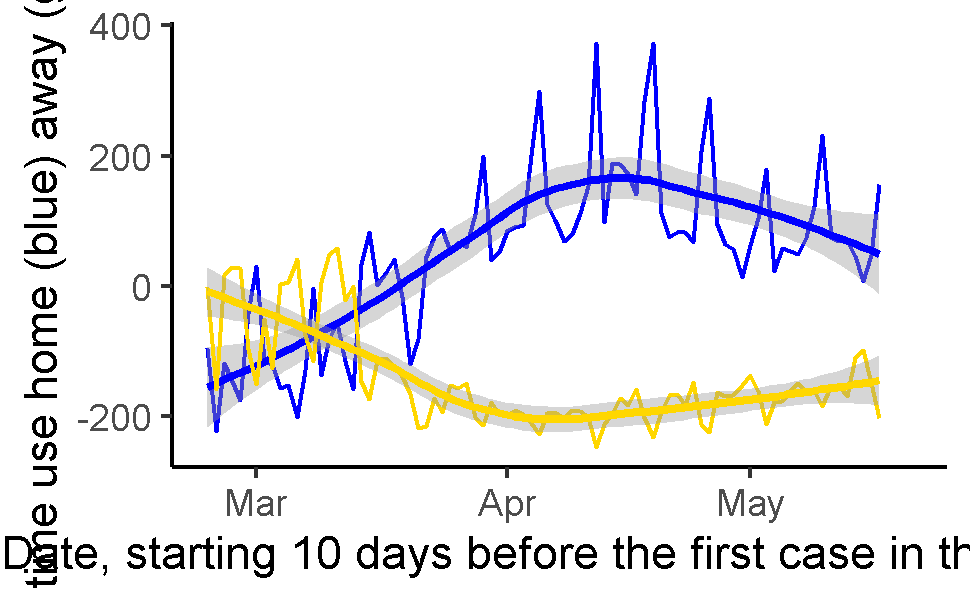 time use home (blue) away (
400
200
0
-200
Mar Apr May
Date, starting 10 days before the first case in th